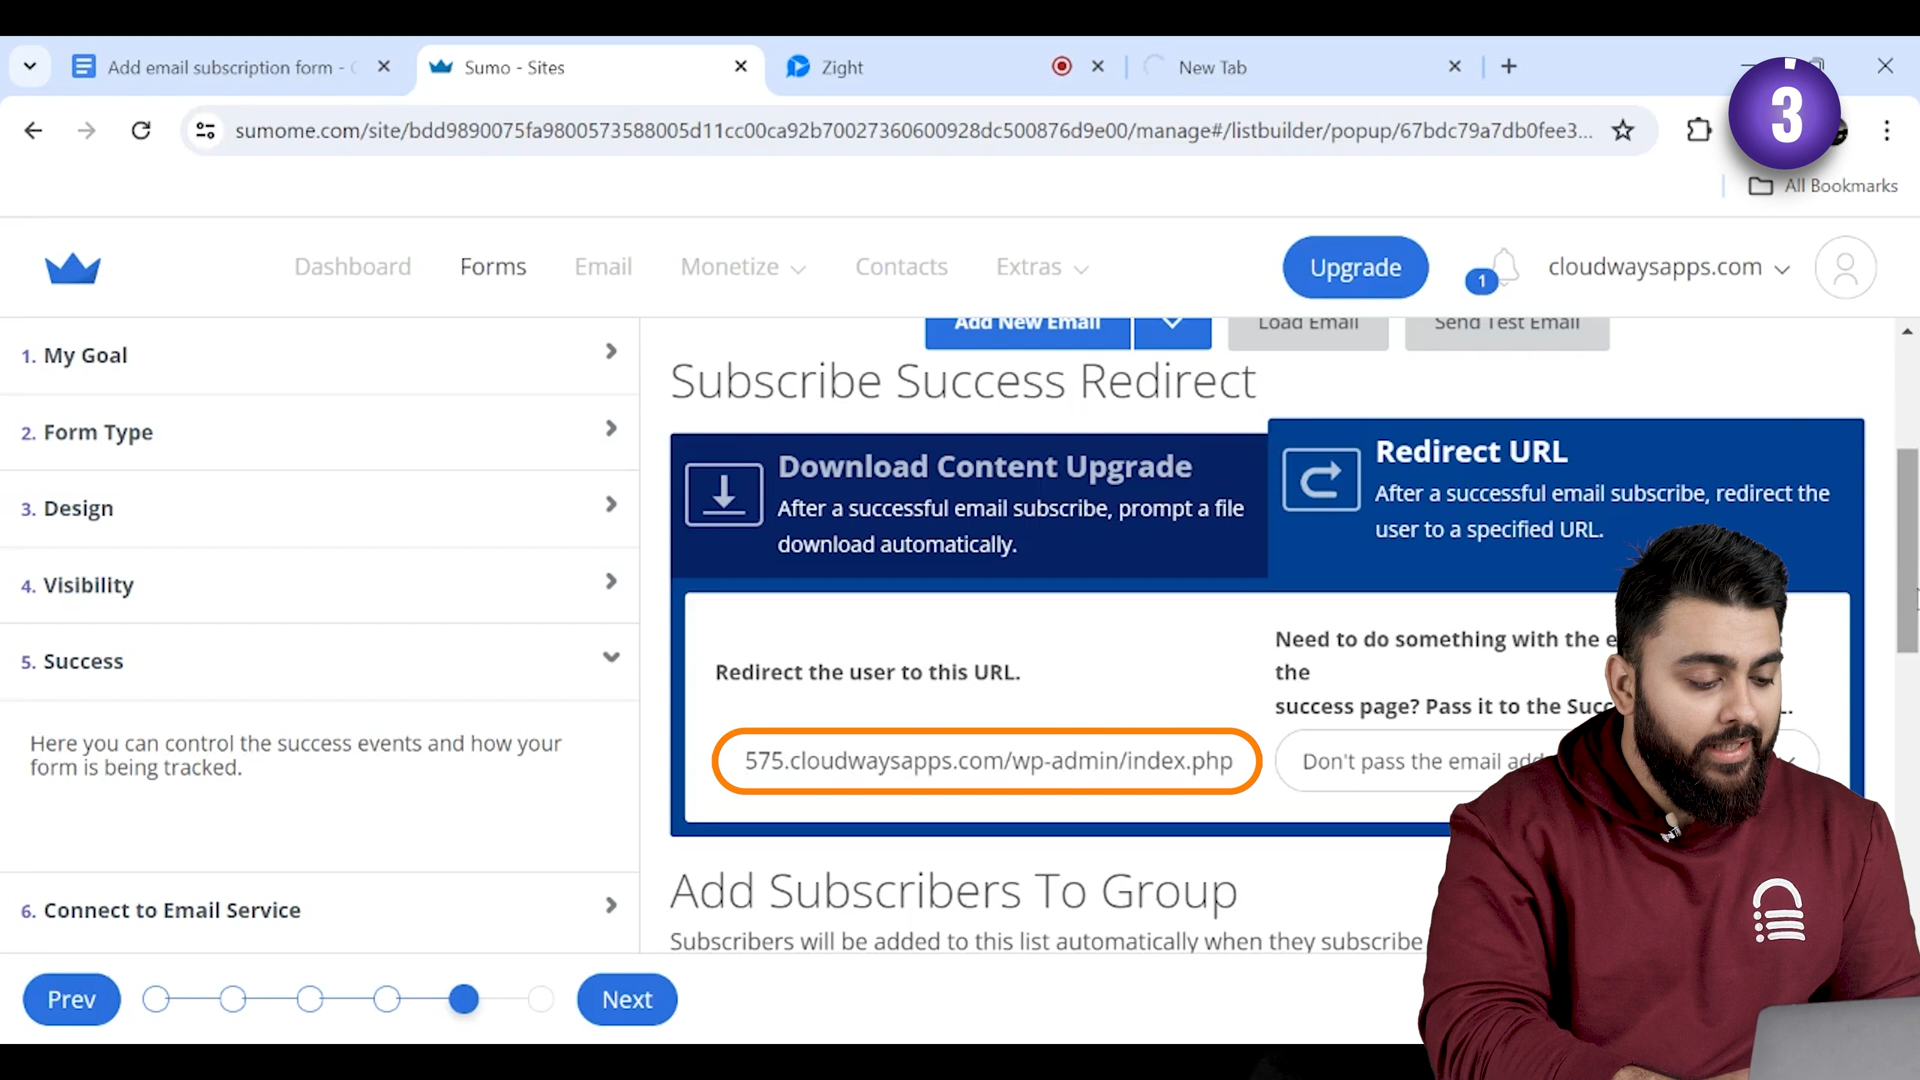 Add email subscription form -
Sumo - Sites
Zight
New Tab
3
sumome.com/site/bdd9890075fa9800573588005d11cc00ca92b70027360600928dc500876d9e00/manage#/listbuilder/popup/67bdc79a7db0fee3...
All Bookmarks
Dashboard
Forms
Email
Monetize
Contacts
Extras
Upgrade
1
cloudwaysapps.com
Add New Email
Load Email
Send Test Email
1. My Goal
2. Form Type
3. Design
4. Visibility
5. Success
Here you can control the success events and how your
form is being tracked.
6. Connect to Email Service
Prev
Next
Subscribe Success Redirect
Download Content Upgrade
After a successful email subscribe, prompt a file
download automatically.
Redirect URL
After a successful email subscribe, redirect the
user to a specified URL.
Redirect the user to this URL.
575.cloudwaysapps.com/wp-admin/index.php
Need to do something with the
the
success page? Pass it to the
Don't pass the email
Add Subscribers To Group
Subscribers will be added to this list automatically when they subscribe